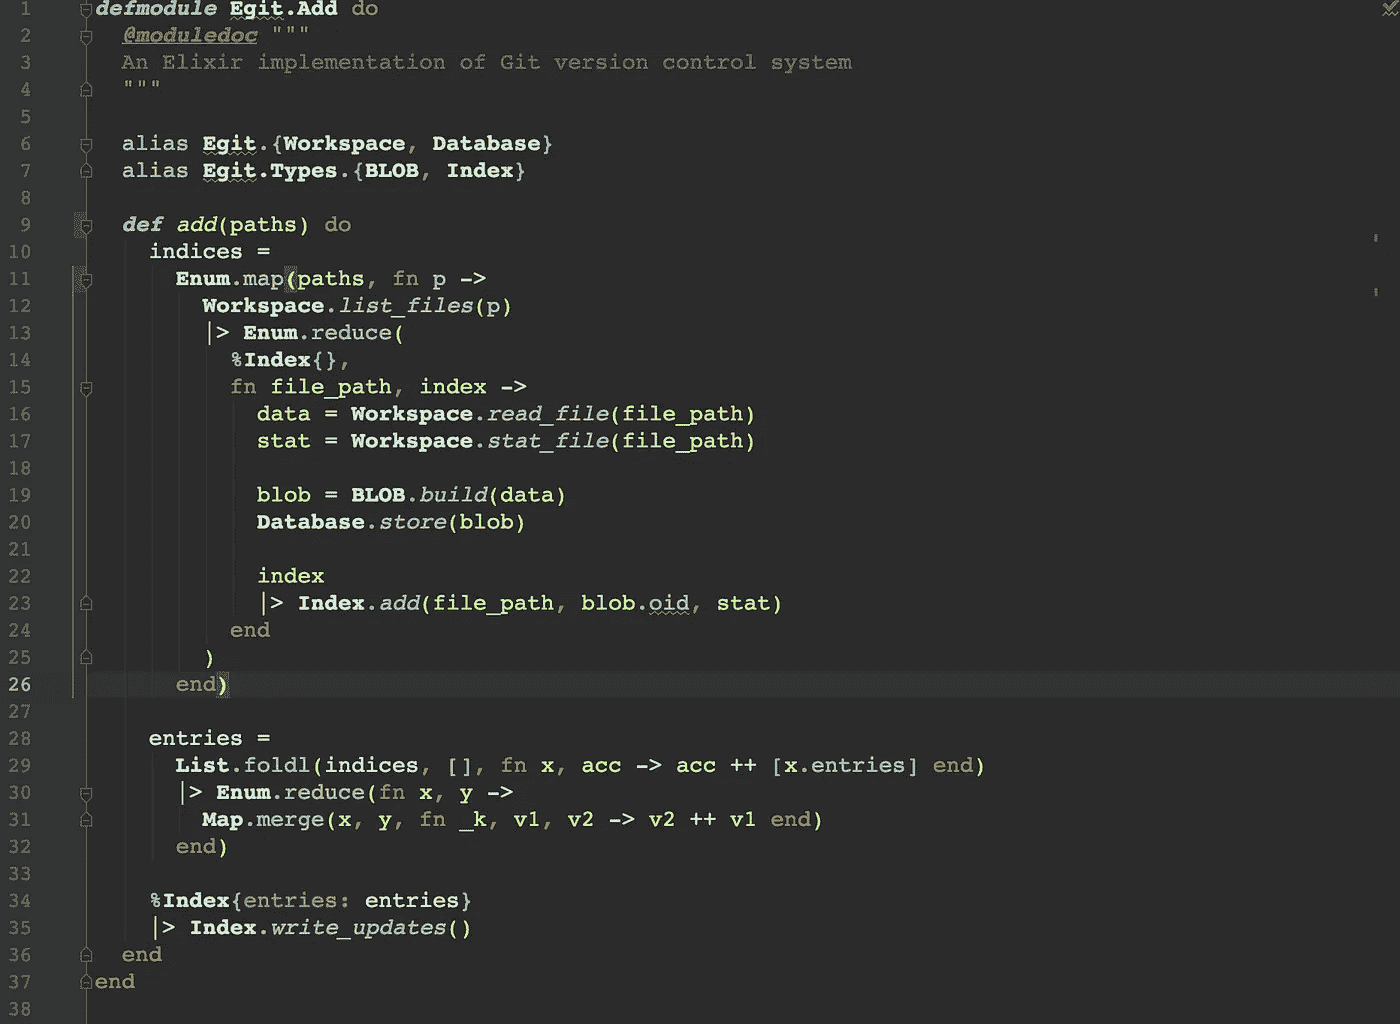 1 defmodule Egit.Add do
2 @moduledoc """
3 An Elixir implementation of Git version control system
4 """
5
6 alias Egit.{Workspace, Database}
7 alias Egit.Types.{BLOB, Index}
8
9 def add(paths) do
10 indices =
11 Enum.map(paths, fn p ->
12 Workspace.list_files(p)
13 |> Enum.reduce(
14 %Index{},
15 fn file_path, index ->
16 data = Workspace.read_file(file_path)
17 stat = Workspace.stat_file(file_path)
18
19 blob = BLOB.build(data)
20 Database.store(blob)
21
22 index
23 |> Index.add(file_path, blob.oid, stat)
24 end
25 )
26 end)
27
28 entries =
29 List.foldl(indices, [], fn x, acc -> acc ++ [x.entries] end)
30 |> Enum.reduce(fn x, y ->
31 Map.merge(x, y, fn _k, v1, v2 -> v2 ++ v1 end)
32 end)
33
34 %Index{entries: entries}
35 |> Index.write_updates()
36 end
37 end
38